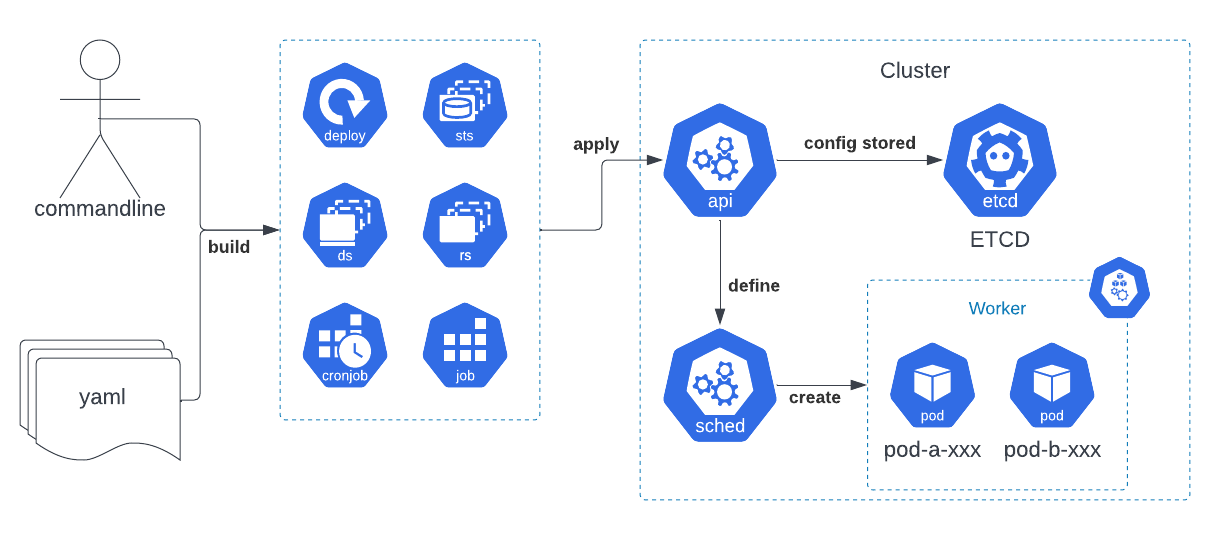 commandline
yaml
build
deploy
sts
ds
rs
cronjob
job
apply
Cluster
api
config stored
etcd
ETCD
define
sched
create
Worker
pod
pod-a-xxx
pod
pod-b-xxx